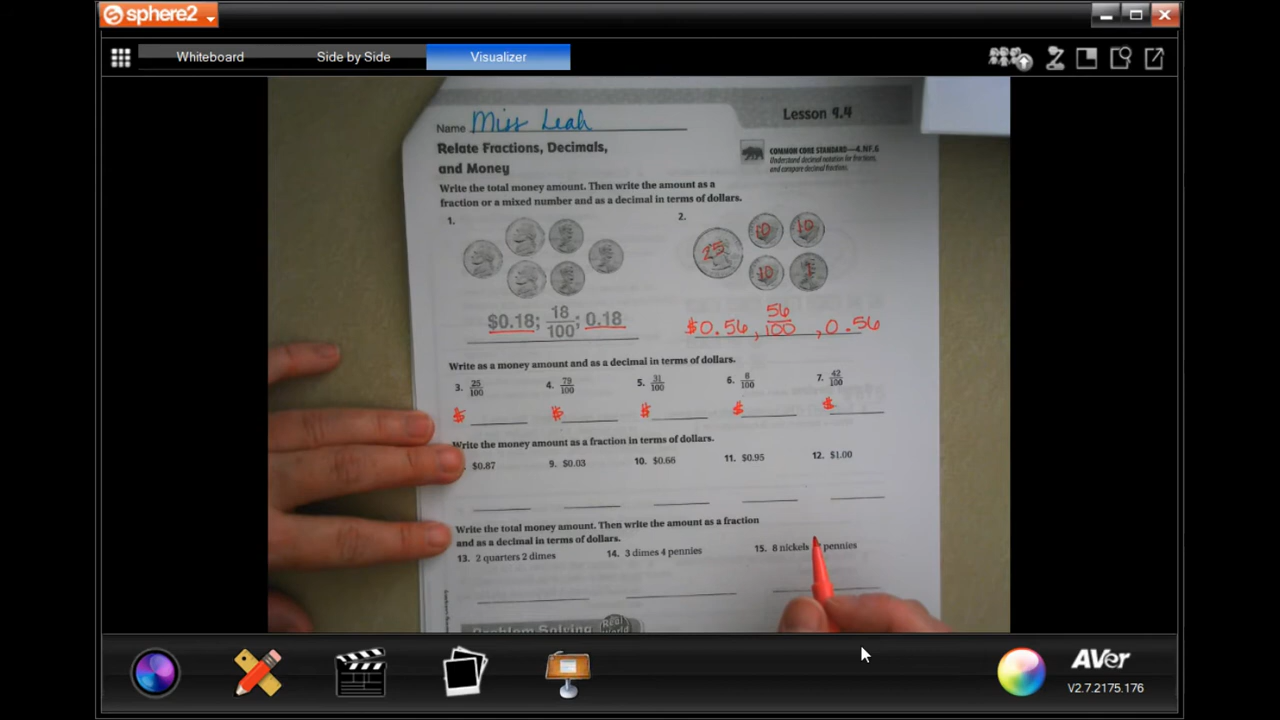 sphere2
Whiteboard Side by Side Visualizer
Lesson 9.4
Name Miss Leah
Relate Fractions, Decimals,
and Money
COMMON CORE STANDARD—4.NF.6
Understand decimal notation for fractions,
and compare decimal fractions.
Write the total money amount. Then write the amount as a
fraction or a mixed number and as a decimal in terms of dollars.
1. 2.
25 10 10
10 1
$0.18; 18/100; 0.18 $0.56, 56/100, 0.56
Write as a money amount and as a decimal in terms of dollars.
3. 25/100 4. 79/100 5. 31/100 6. 8/100 7. 42/100
$ $ $ $ $
Write the money amount as a fraction in terms of dollars.
$0.87 9. $0.03 10. $0.66 11. $0.95 12. $1.00
Write the total money amount. Then write the amount as a fraction
and as a decimal in terms of dollars.
13. 2 quarters 2 dimes 14. 3 dimes 4 pennies 15. 8 nickels pennies
Problem Solving Real World
AVer
V2.7.2175.176